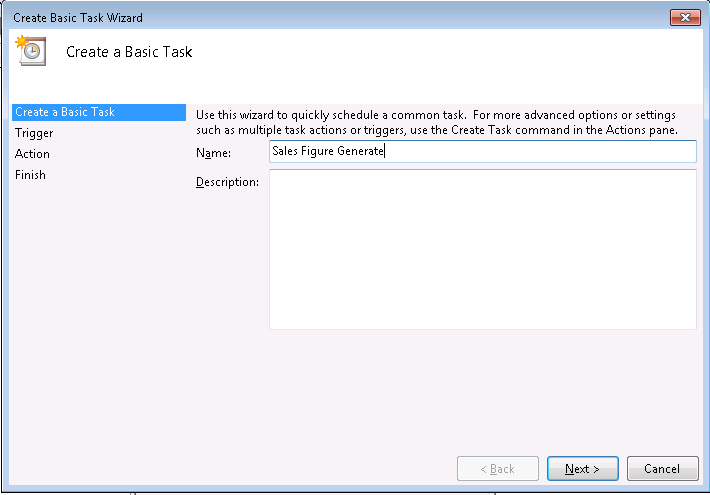 Create Basic Task Wizard
Create a Basic Task
Create a Basic Task
Trigger
Action
Finish
Use this wizard to quickly schedule a common task.  For more advanced options or settings
such as multiple task actions or triggers, use the Create Task command in the Actions pane.
Name: Sales Figure Generate
Description:
< Back Next > Cancel